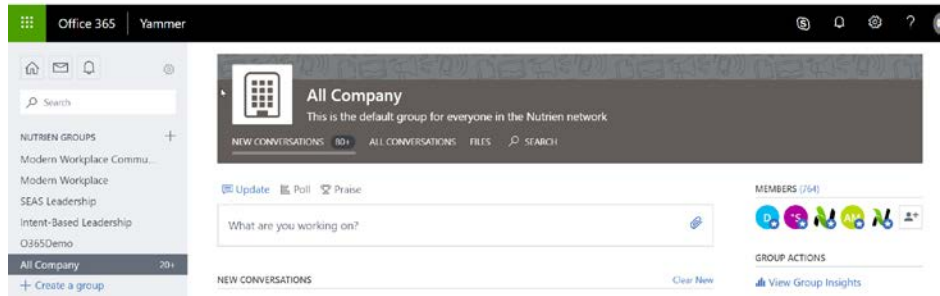 Office 365 Yammer
Search
NUTRIEN GROUPS
Modern Workplace Commu...
Modern Workplace
SEAS Leadership
Intent-Based Leadership
O365Demo
All Company 20+
+ Create a group
All Company
This is the default group for everyone in the Nutrien network
NEW CONVERSATIONS 80+ ALL CONVERSATIONS FILES SEARCH
Update Poll Praise
What are you working on?
NEW CONVERSATIONS Clear New
MEMBERS (764)
D *S AM
GROUP ACTIONS
View Group Insights